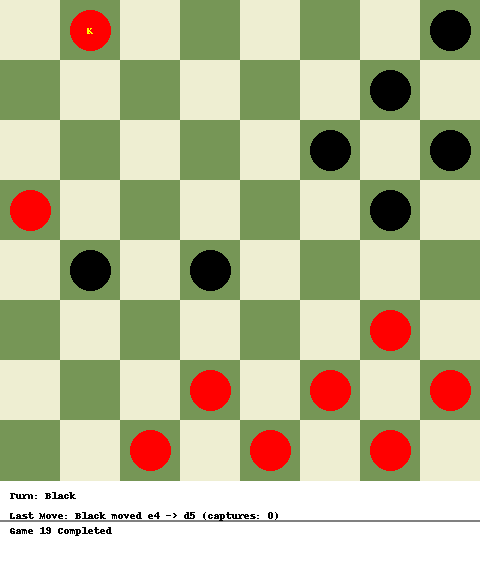 K
Turn: Black
Last Move: Black moved e4 -> d5 (captures: 0)
Game 19 Completed